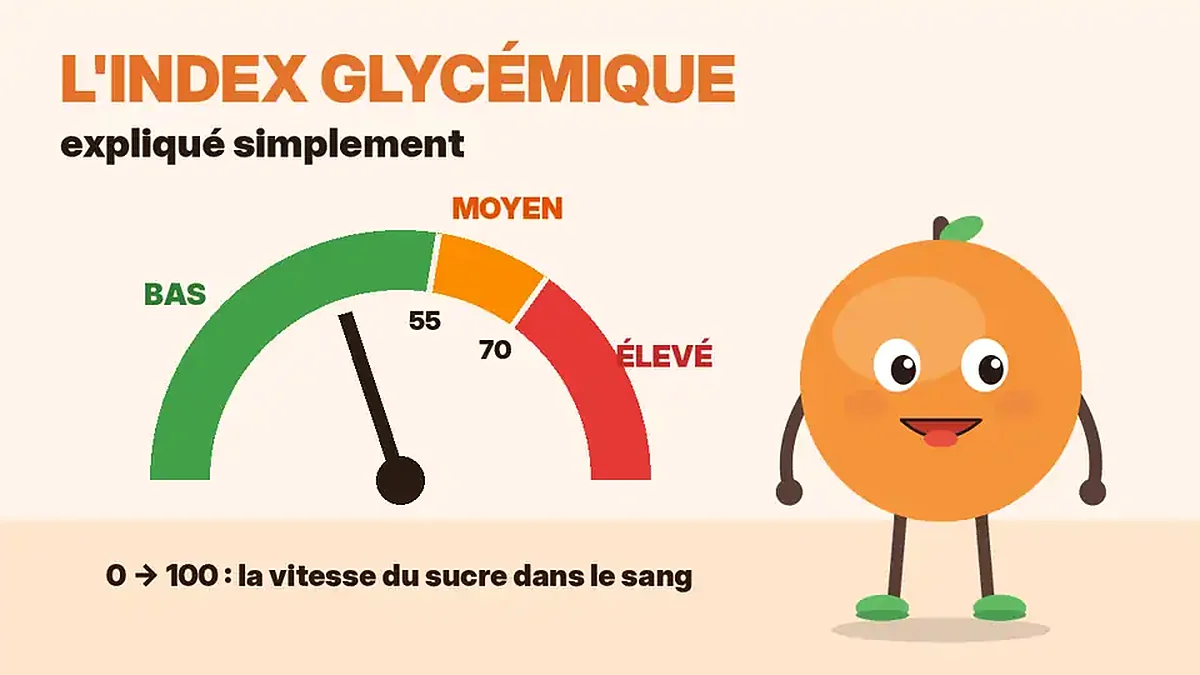 L'INDEX GLYCÉMIQUE
expliqué simplement
MOYEN
BAS
55
70
ÉLEVÉ
0 → 100 : la vitesse du sucre dans le sang